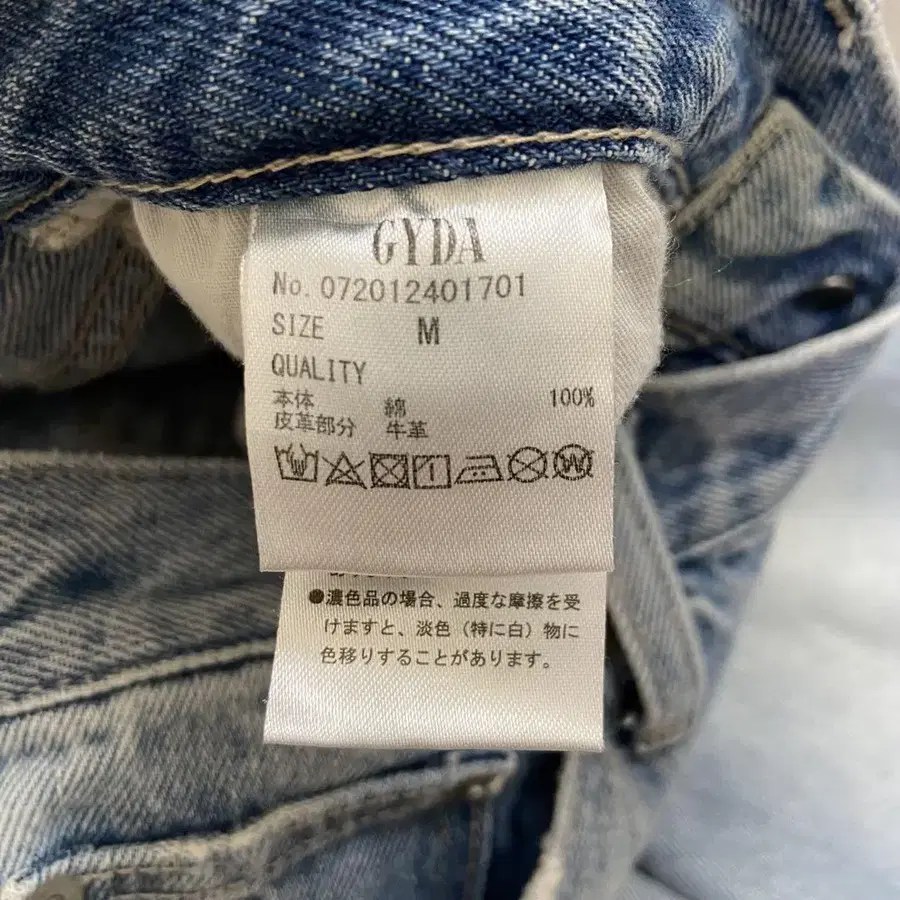 GYDA
No. 072012401701
SIZE M
QUALITY
本体 綿 100%
皮革部分 牛革
●濃色品の場合、過度な摩擦を受
けますと、淡色（特に白）物に
色移りすることがあります。